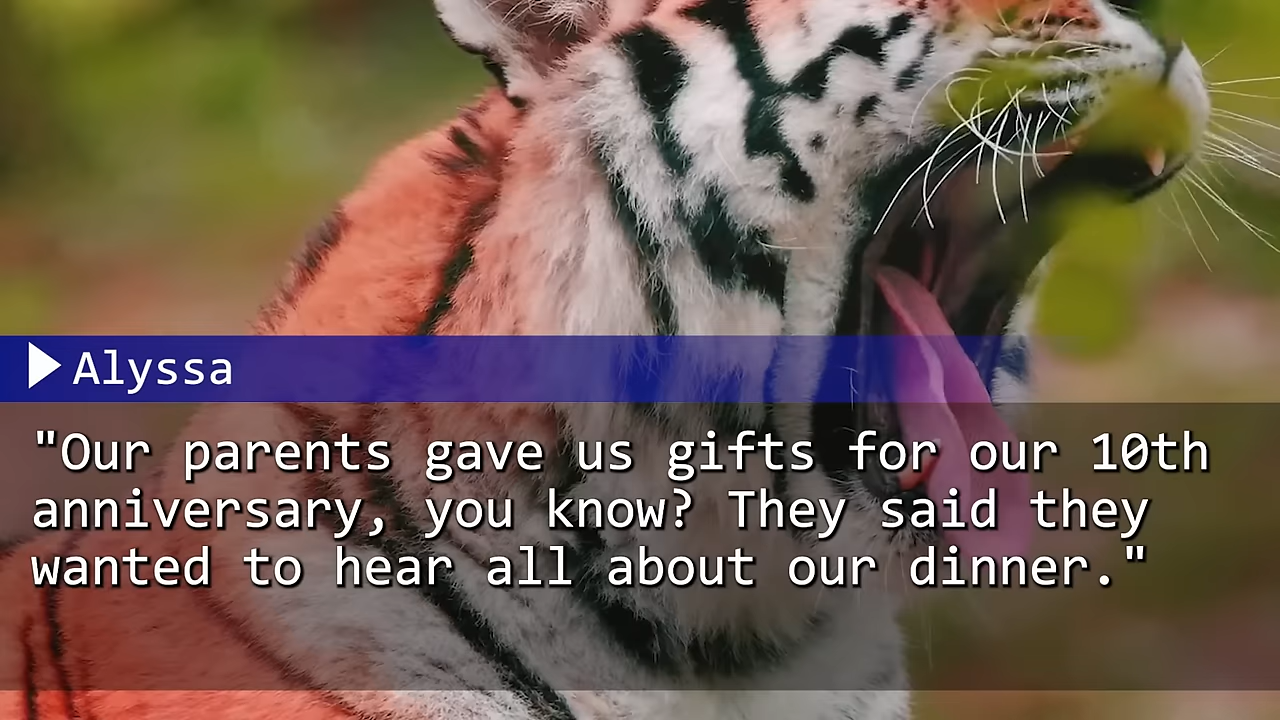 Alyssa
"Our parents gave us gifts for our 10th
anniversary, you know? They said they
wanted to hear all about our dinner."